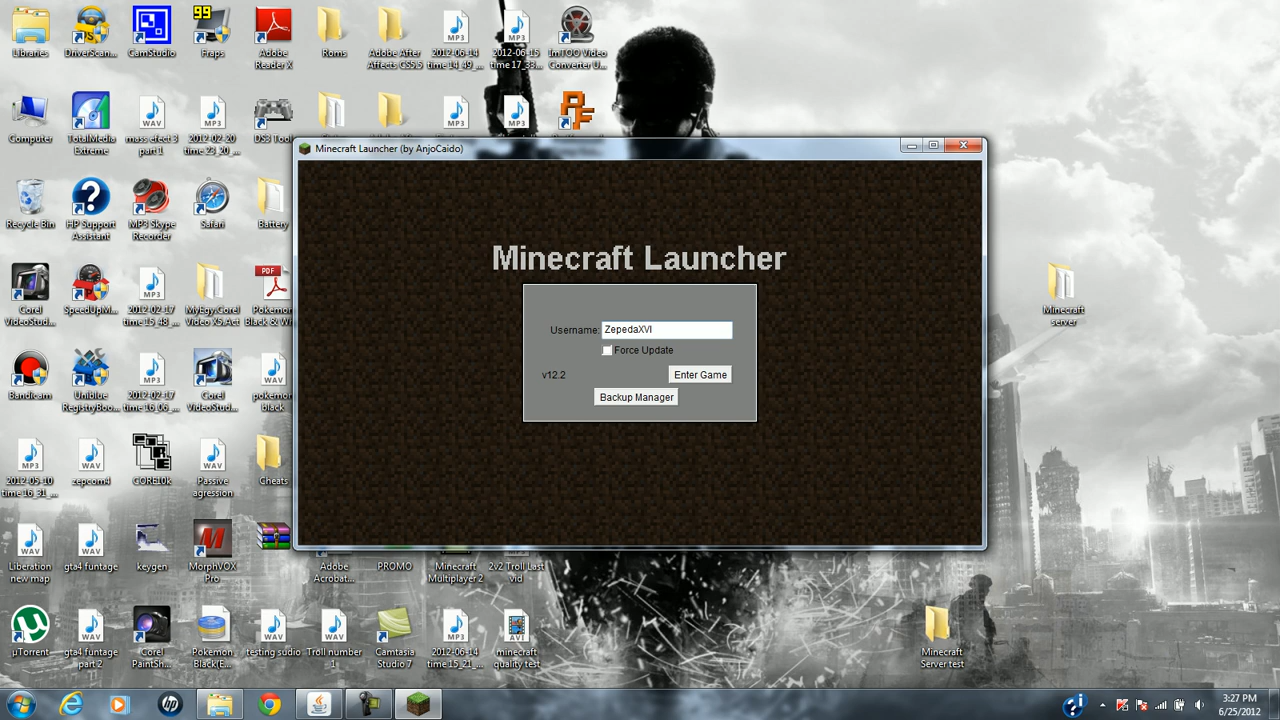 Libraries
DriverScan...
CamStudio
99
Fraps
Adobe
Reader X
Roms
Adobe After
Affects CS5.5
2012-06-14
time 14_49_...
2012-06-15
time 17_33...
ImTOO Video
Converter U...
Computer
TotalMedia
Extreme
mass efect 3
part 1
2012-02-20
time 23_20_...
DS3 Tool
Minecraft Launcher (by AnjoCaido)
Recycle Bin
HP Support
Assistant
MP3 Skype
Recorder
Safari
Battery
Minecraft Launcher
Corel
VideoStud...
SpeedUpM...
2012-02-17
time 15_48_...
MyEgy.Corel
Video X5.Act
PDF
Pokemon
Black & Wh
Minecraft
server
Username:
ZepedaXVI
Force Update
v12.2
Enter Game
Backup Manager
Bandicam
Uniblue
RegistryBoo...
2012-02-17
time 16_06_...
Corel
VideoStud...
pokemon
black
2012-05-10
time 16_31_...
zepcom4
CORE10k
Passive
agression
Cheats
Liberation
new map
gta4 funtage
keygen
MorphVOX
Pro...
Adobe
Acrobat...
PROMO
Minecraft
Multiplayer 2
2v2 Troll Last
vid
µTorrent
gta4 funtage
part 2
Corel
PaintSh...
Pokemon
Black(E...
testing sudio
Troll number
1
Camtasia
Studio 7
2012-06-14
time 15_21_...
minecraft
quality test
Minecraft
Server test
3:27 PM
6/25/2012